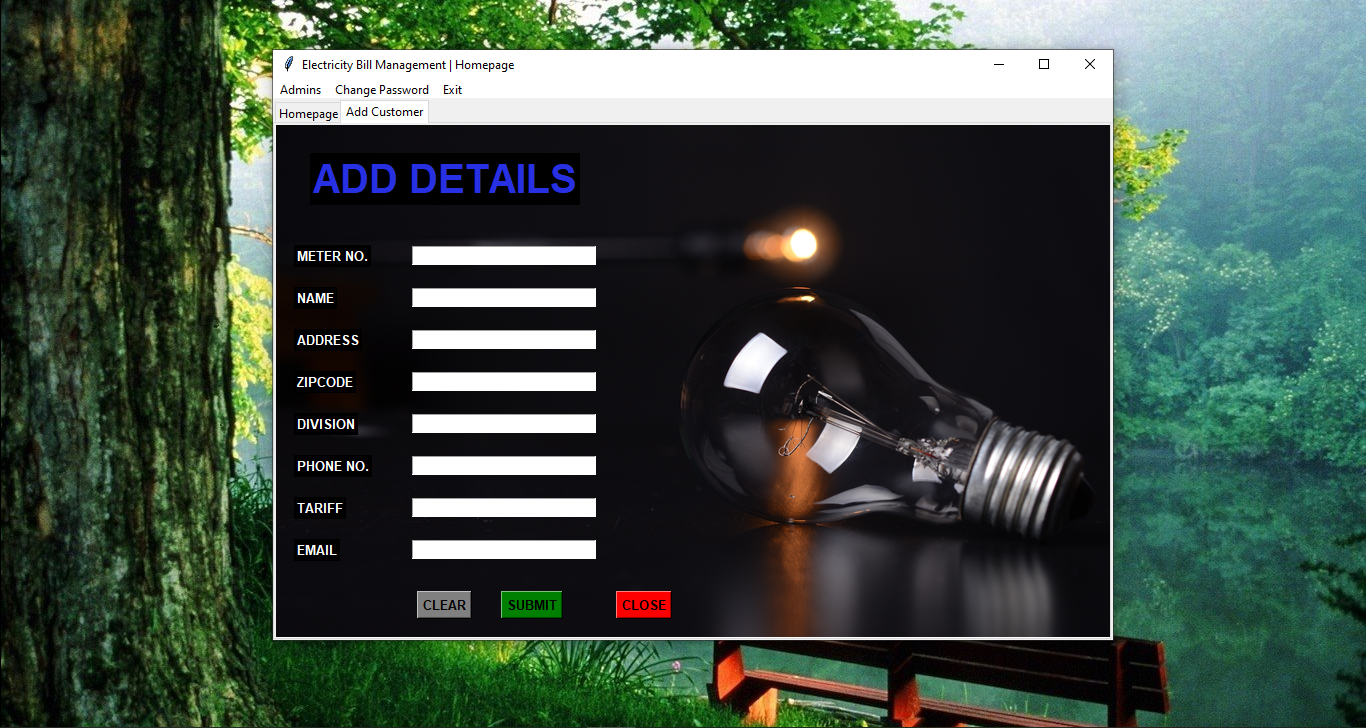 Electricity Bill Management | Homepage
Admins Change Password Exit
Homepage Add Customer
ADD DETAILS
METER NO.
NAME
ADDRESS
ZIPCODE
DIVISION
PHONE NO.
TARIFF
EMAIL
CLEAR SUBMIT CLOSE